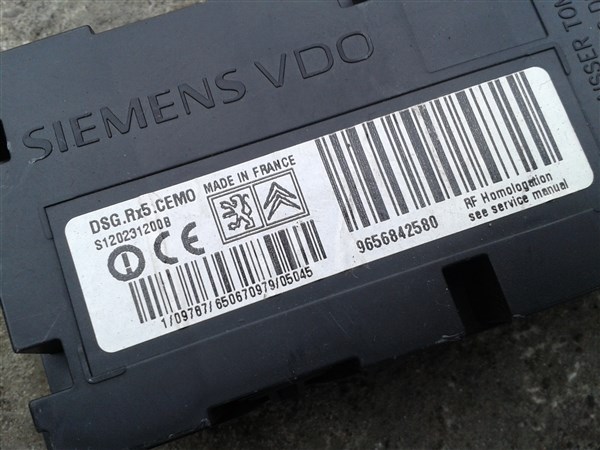 SIEMENS VDO
DSG.Rx5.CEMO
S120231200B
MADE IN FRANCE
CE
1/09787/650670979/05045
9656842580
RF Homologation
see service manual